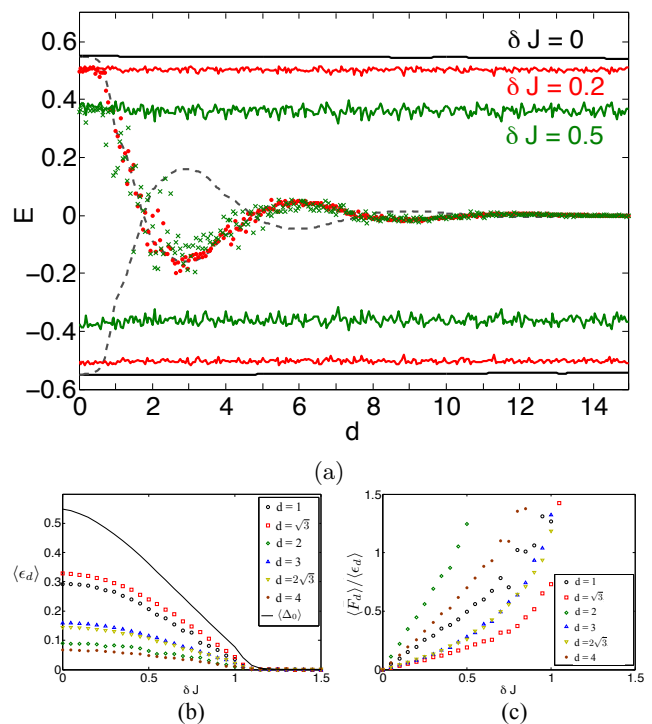 0.6
δ J = 0
0.4
δ J = 0.2
0.2
δ J = 0.5
E
0
−0.2
−0.4
−0.6
0 2 4 6 8 10 12 14
d
(a)
0.5
0.4
⟨ϵd⟩ 0.3
0.2
0.1
0
0 0.5 1 1.5
δ J
d = 1
d = √3
d = 2
d = 3
d = 2√3
d = 4
⟨Δ0⟩
(b)
1.5
1
⟨Fd⟩/⟨ϵd⟩
0.5
0
0 0.5 1 1.5
δ J
d = 1
d = √3
d = 2
d = 3
d = 2√3
d = 4
(c)